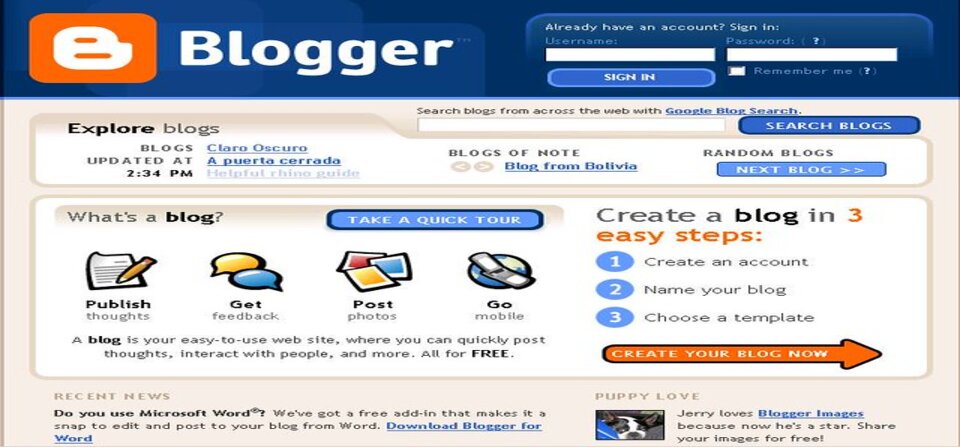 Blogger™
Already have an account? Sign in:
Username:
Password: ( ? )
SIGN IN
Remember me (?)
Search blogs from across the web with Google Blog Search.
SEARCH BLOGS
Explore blogs
BLOGS UPDATED AT 2:34 PM
Claro Oscuro
A puerta cerrada
Helpful rhino guide
BLOGS OF NOTE
Blog from Bolivia
RANDOM BLOGS
NEXT BLOG >>
What's a blog?
TAKE A QUICK TOUR
Publish
thoughts
Get
feedback
Post
photos
Go
mobile
A blog is your easy-to-use web site, where you can quickly post
thoughts, interact with people, and more. All for FREE.
Create a blog in 3
easy steps:
1 Create an account
2 Name your blog
3 Choose a template
CREATE YOUR BLOG NOW
RECENT NEWS
Do you use Microsoft Word®? We've got a free add-in that makes it
snap to edit and post to your blog from Word. Download Blogger for
Word
PUPPY LOVE
Jerry loves Blogger Images
because now he's a star. Share
your images for free!